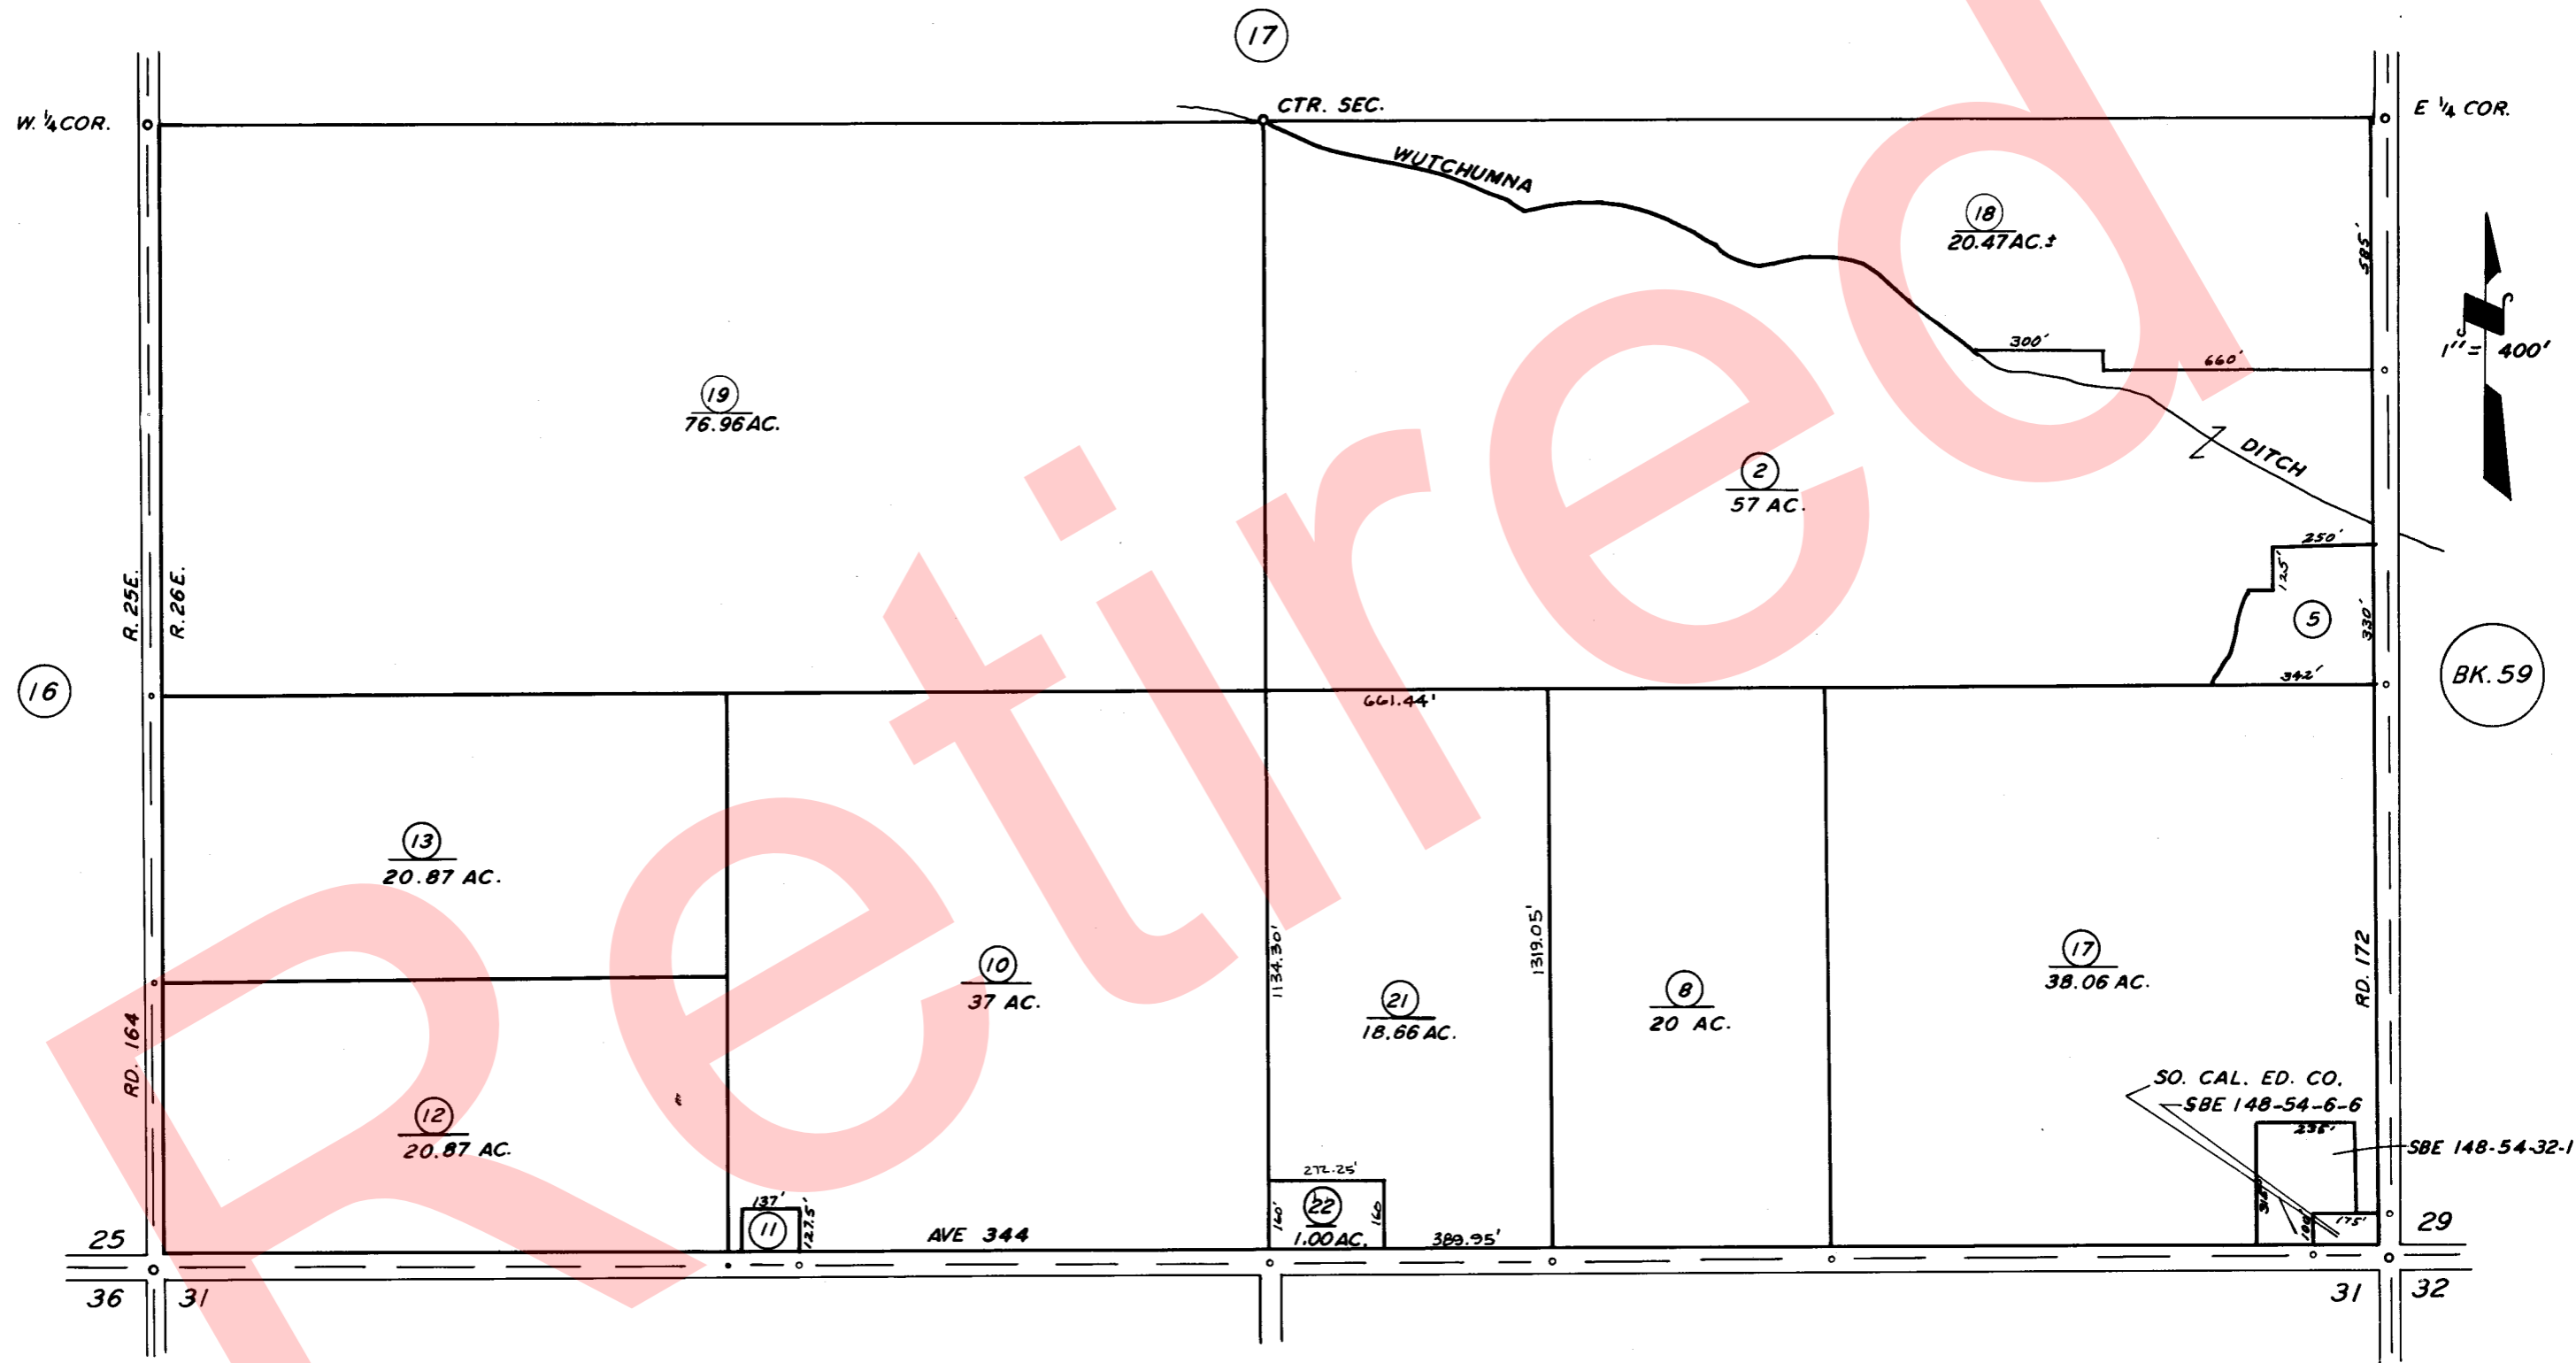 17
CTR. SEC.
W. ¼ COR.
E ¼ COR.
WUTCHUMNA
18
20.47 AC.±
585'
300'
660'
1" = 400'
19
76.96 AC.
2
57 AC.
DITCH
250'
125'
R. 25E.
R. 26E.
5
330'
342'
16
BK. 59
661.44'
13
20.87 AC.
10
37 AC.
1134.30'
1319.05'
21
18.66 AC.
8
20 AC.
17
38.06 AC.
RD. 172
RD. 164
12
20.87 AC.
SO. CAL. ED. CO.
SBE 148-54-6-6
235'
SBE 148-54-32-1
272.25'
137'
11
127.5'
160'
22
1.00 AC.
160
316'
100'
175'
AVE 344
389.95'
25
29
36
31
31
32
Retired